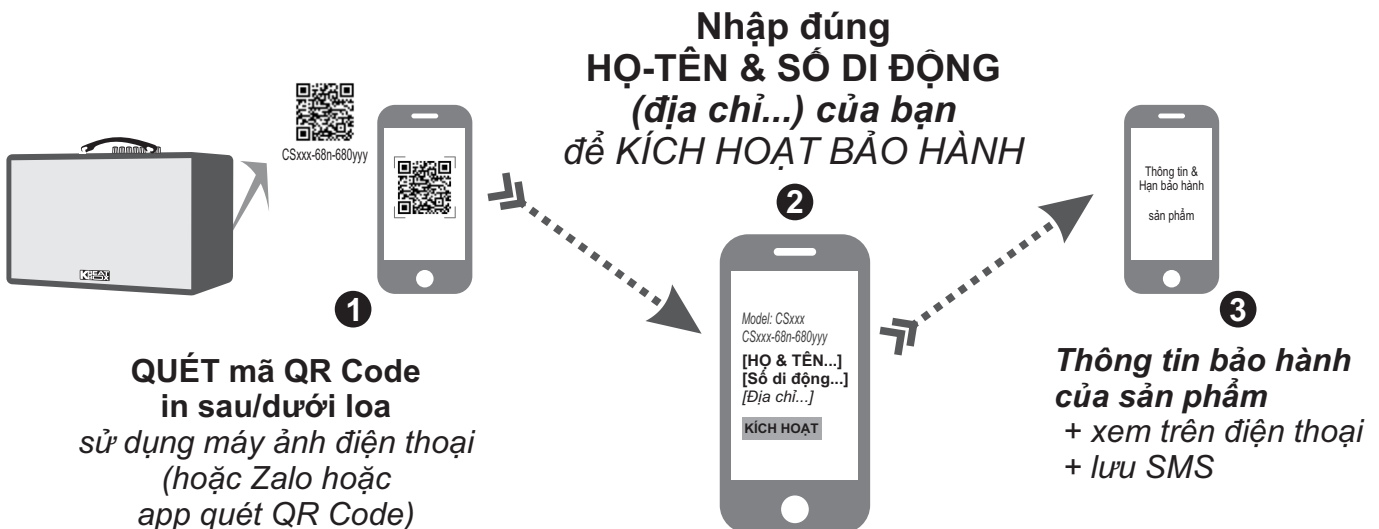 CSxxx-68n-680yyy
1
QUÉT mã QR Code
in sau/dưới loa
sử dụng máy ảnh điện thoại
(hoặc Zalo hoặc
app quét QR Code)
Nhập đúng
HỌ-TÊN & SỐ DI ĐỘNG
(địa chỉ...) của bạn
để KÍCH HOẠT BẢO HÀNH
2
Model: CSxxx
CSxxx-68n-680yyy
[HỌ & TÊN...]
[Số di động...]
[Địa chỉ...]
KÍCH HOẠT
Thông tin &
Hạn bảo hành
sản phẩm
3
Thông tin bảo hành
của sản phẩm
+ xem trên điện thoại
+ lưu SMS